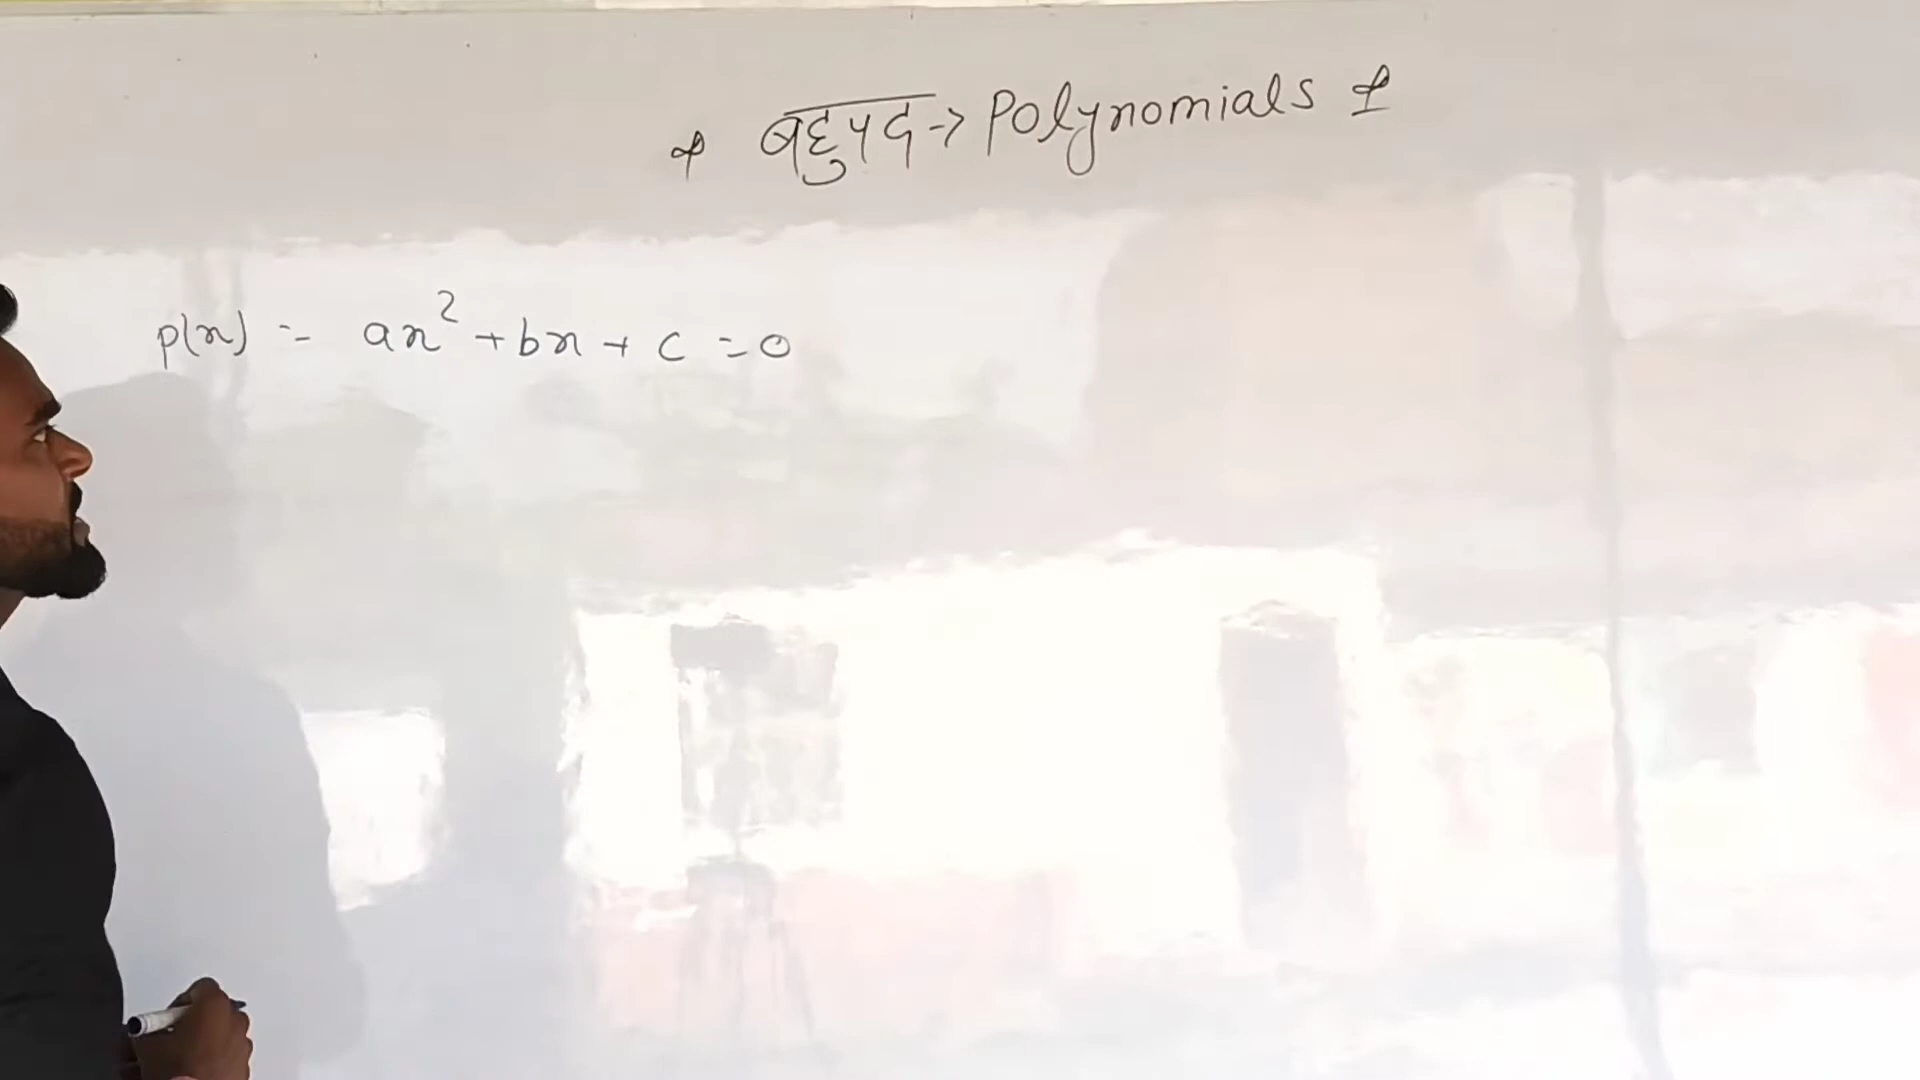 * बहुपद -> Polynomials *
p(x) = ax² + bx + c = 0